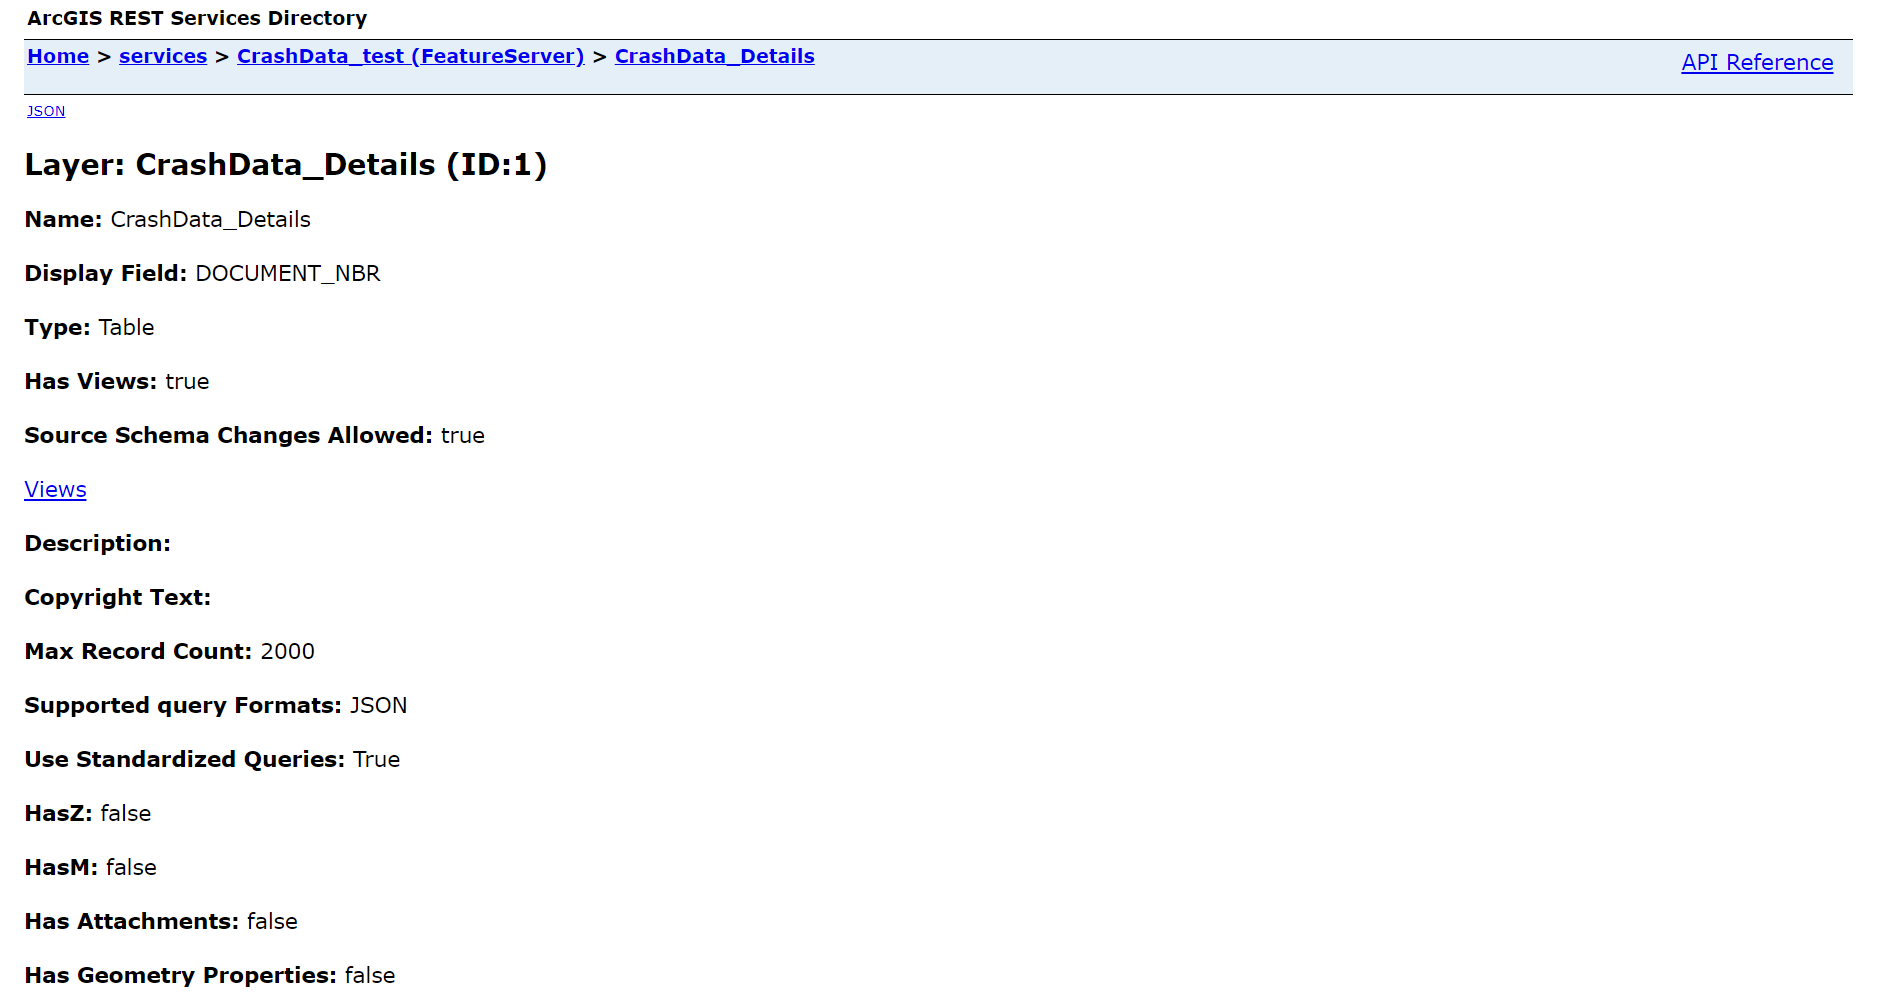 ArcGIS REST Services Directory
Home > services > CrashData_test (FeatureServer) > CrashData_Details
API Reference
JSON
Layer: CrashData_Details (ID:1)
Name: CrashData_Details
Display Field: DOCUMENT_NBR
Type: Table
Has Views: true
Source Schema Changes Allowed: true
Views
Description:
Copyright Text:
Max Record Count: 2000
Supported query Formats: JSON
Use Standardized Queries: True
HasZ: false
HasM: false
Has Attachments: false
Has Geometry Properties: false